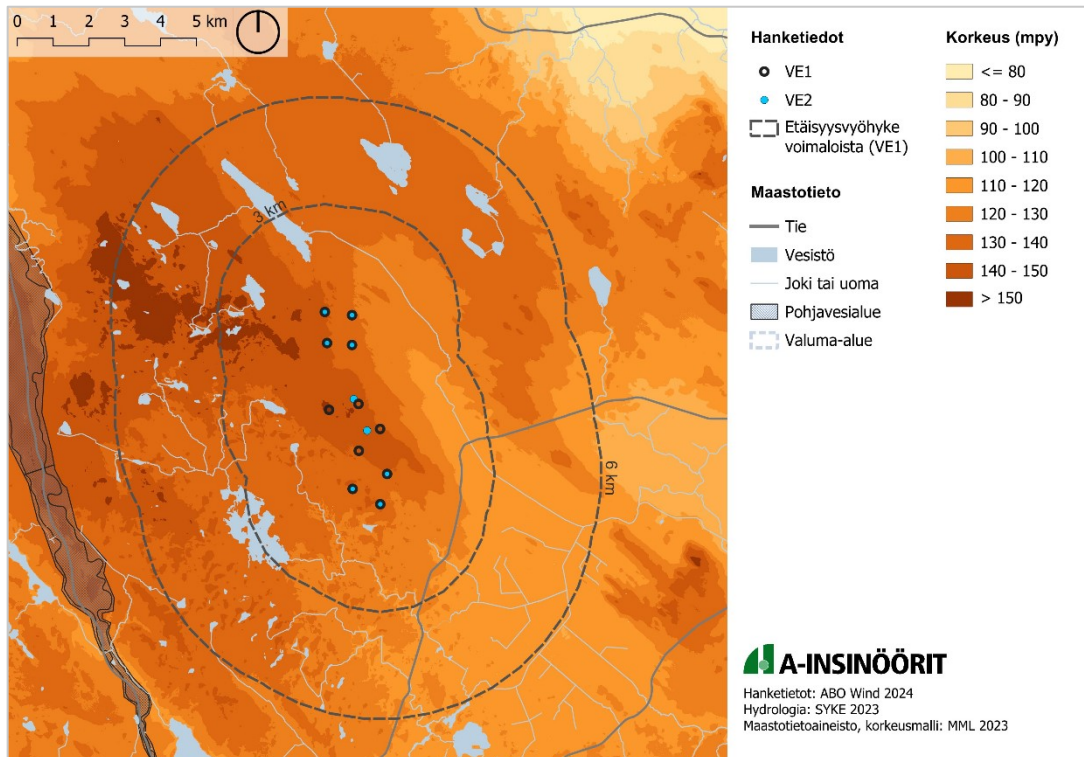 0 1 2 3 4 5 km
3 km
6 km
Hanketiedot
VE1
VE2
Etäisyysvyöhyke
voimaloista (VE1)
Maastotieto
Tie
Vesistö
Joki tai uoma
Pohjavesialue
Valuma-alue
Korkeus (mpy)
<= 80
80 - 90
90 - 100
100 - 110
110 - 120
120 - 130
130 - 140
140 - 150
> 150
A-INSINÖÖRIT
Hanketiedot: ABO Wind 2024
Hydrologia: SYKE 2023
Maastotietoaineisto, korkeusmalli: MML 2023